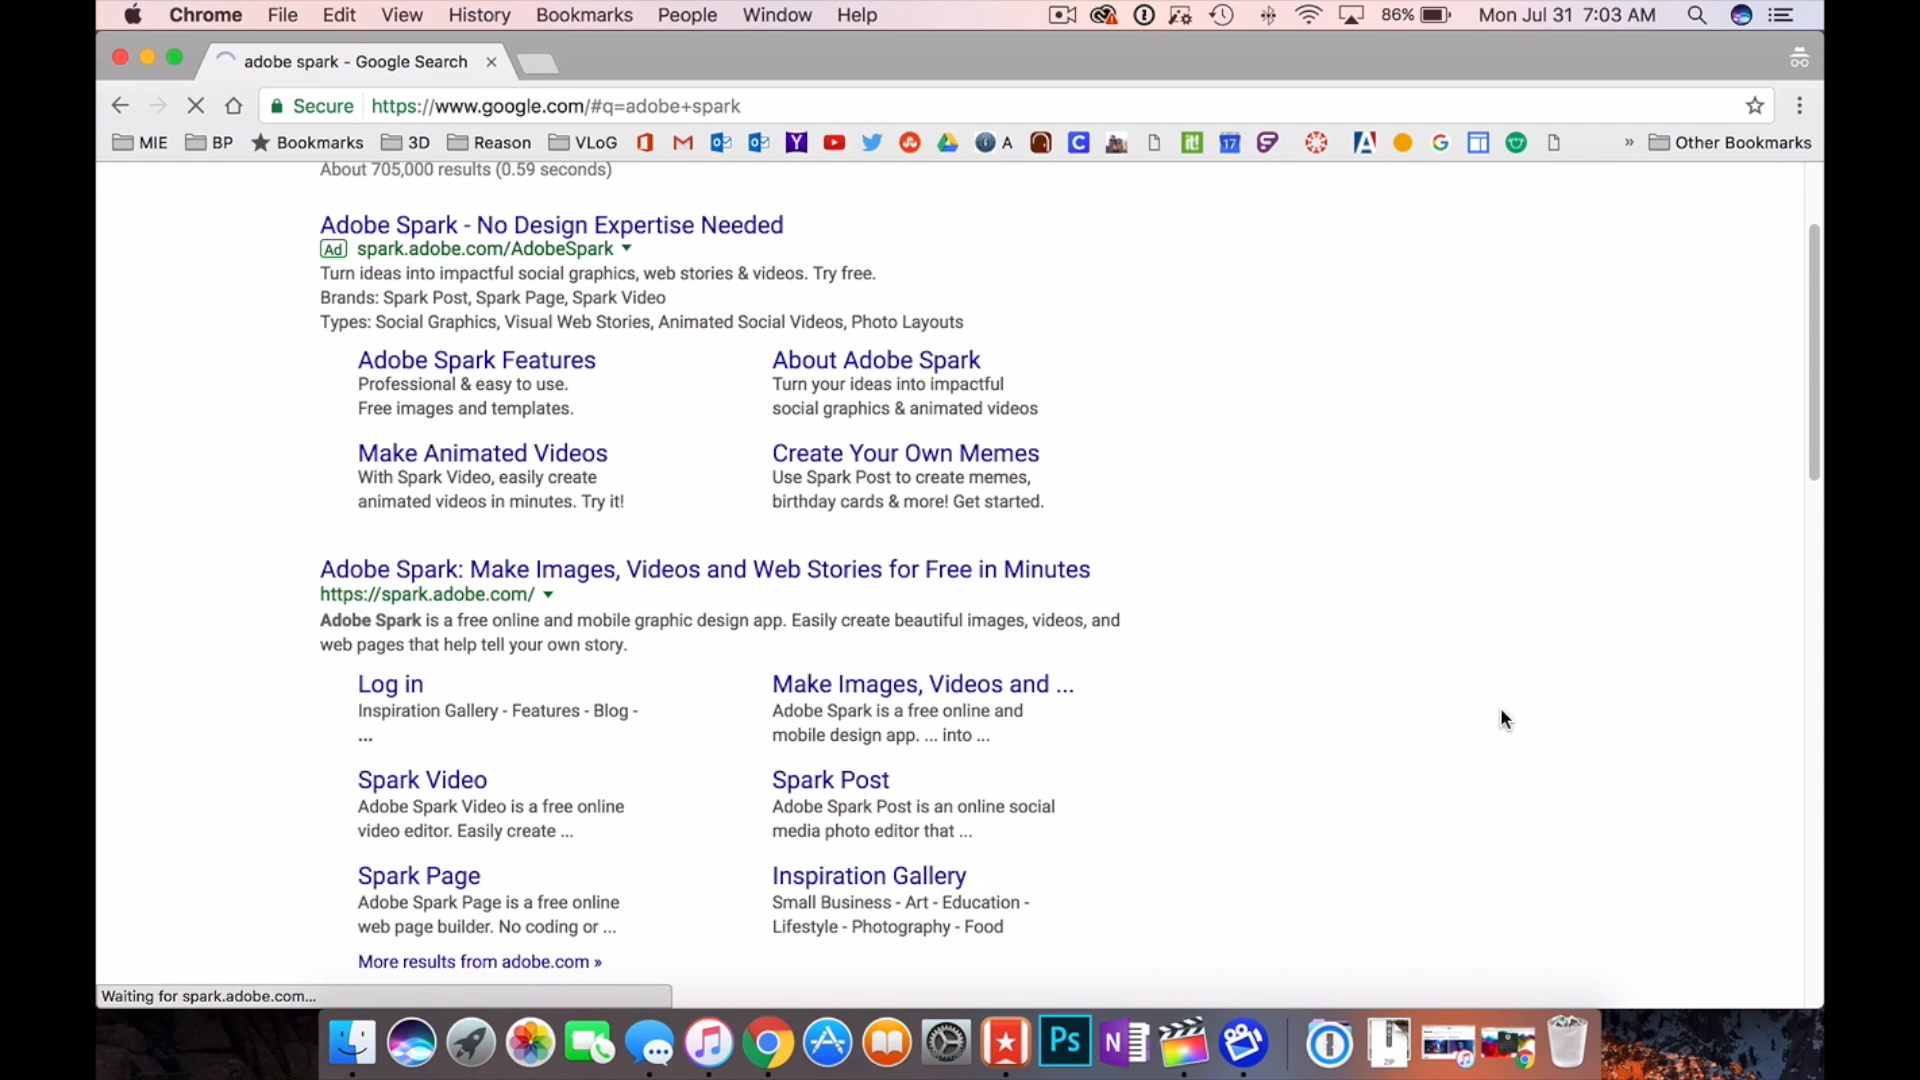 Chrome File Edit View History Bookmarks People Window Help 86% Mon Jul 31 7:03 AM
adobe spark - Google Search
Secure https://www.google.com/#q=adobe+spark
MIE BP Bookmarks 3D Reason VLoG A Other Bookmarks
About 705,000 results (0.59 seconds)
Adobe Spark - No Design Expertise Needed
Ad spark.adobe.com/AdobeSpark
Turn ideas into impactful social graphics, web stories & videos. Try free.
Brands: Spark Post, Spark Page, Spark Video
Types: Social Graphics, Visual Web Stories, Animated Social Videos, Photo Layouts
Adobe Spark Features
Professional & easy to use.
Free images and templates.
About Adobe Spark
Turn your ideas into impactful
social graphics & animated videos
Make Animated Videos
With Spark Video, easily create
animated videos in minutes. Try it!
Create Your Own Memes
Use Spark Post to create memes,
birthday cards & more! Get started.
Adobe Spark: Make Images, Videos and Web Stories for Free in Minutes
https://spark.adobe.com/
Adobe Spark is a free online and mobile graphic design app. Easily create beautiful images, videos, and
web pages that help tell your own story.
Log in
Inspiration Gallery - Features - Blog -
...
Make Images, Videos and ...
Adobe Spark is a free online and
mobile design app. ... into ...
Spark Video
Adobe Spark Video is a free online
video editor. Easily create ...
Spark Post
Adobe Spark Post is an online social
media photo editor that ...
Spark Page
Adobe Spark Page is a free online
web page builder. No coding or ...
Inspiration Gallery
Small Business - Art - Education -
Lifestyle - Photography - Food
More results from adobe.com »
Waiting for spark.adobe.com...
Ps N ZIP